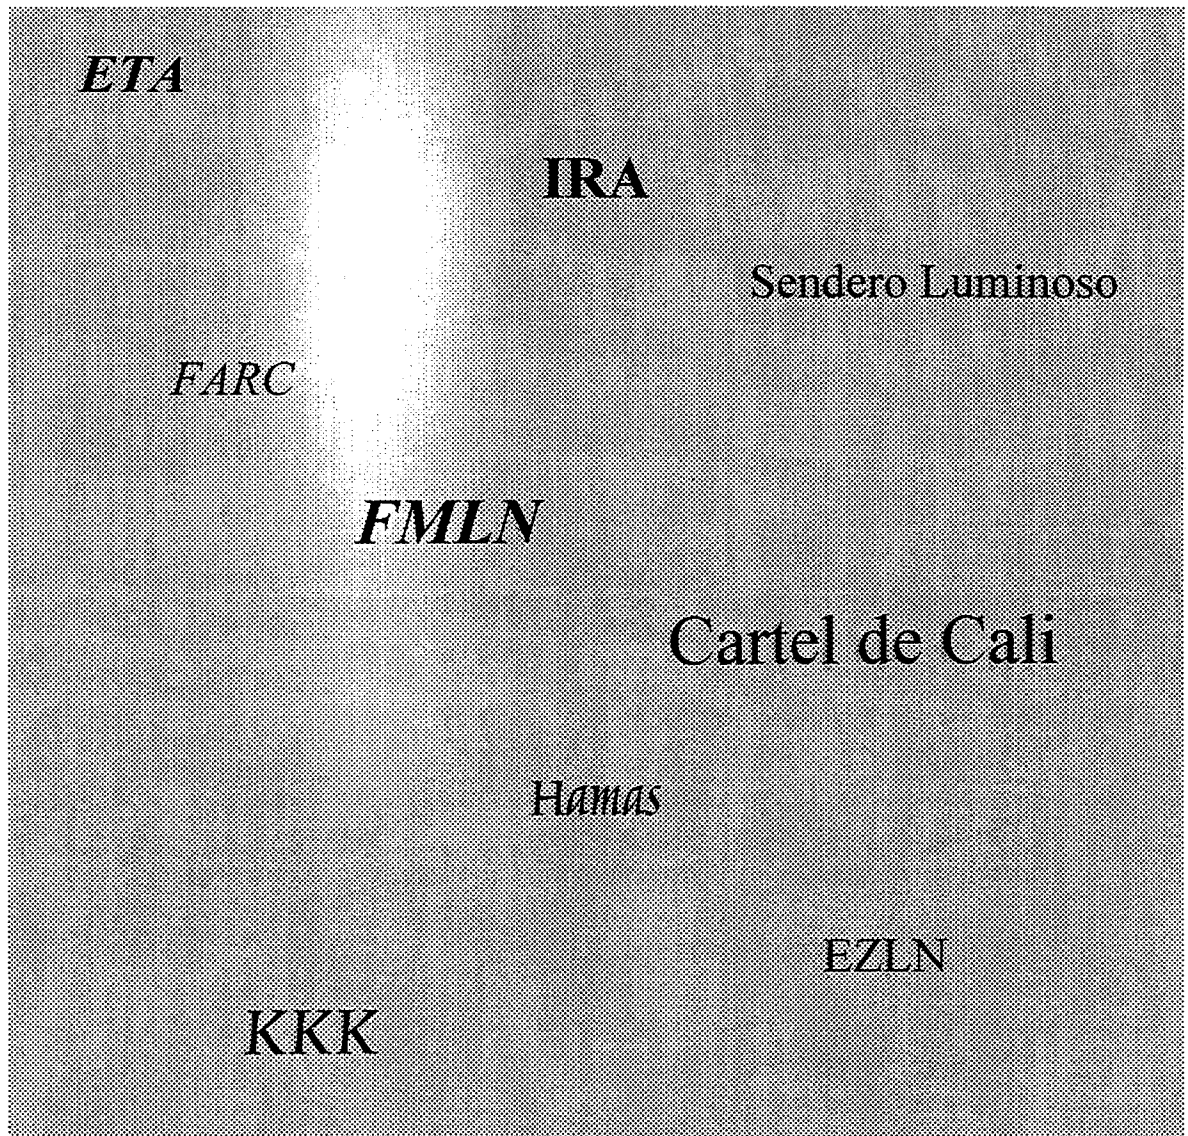 ETA
IRA
Sendero Luminoso
FARC
FMLN
Cartel de Cali
Hamas
EZLN
KKK